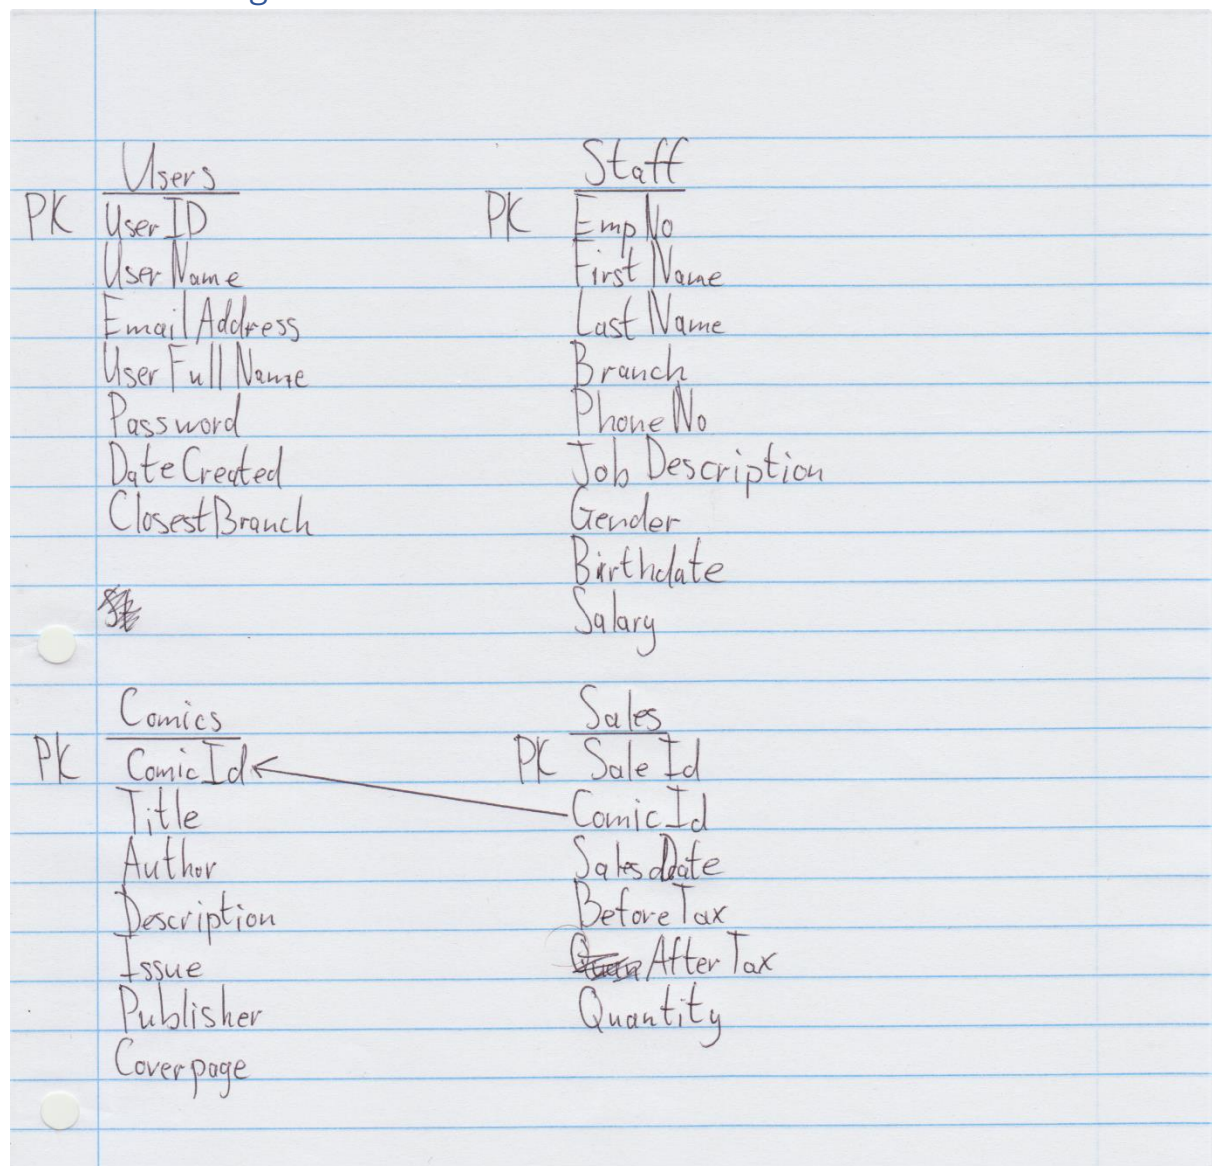 Users
PK UserID
UserName
EmailAddress
UserFullName
Password
DateCreated
ClosestBranch
Staff
PK EmpNo
FirstName
LastName
Branch
PhoneNo
Job Description
Gender
Birthdate
Salary
Comics
PK ComicId
Title
Author
Description
Issue
Publisher
Coverpage
Sales
PK SaleId
ComicId
SalesDate
BeforeTax
AfterTax
Quantity